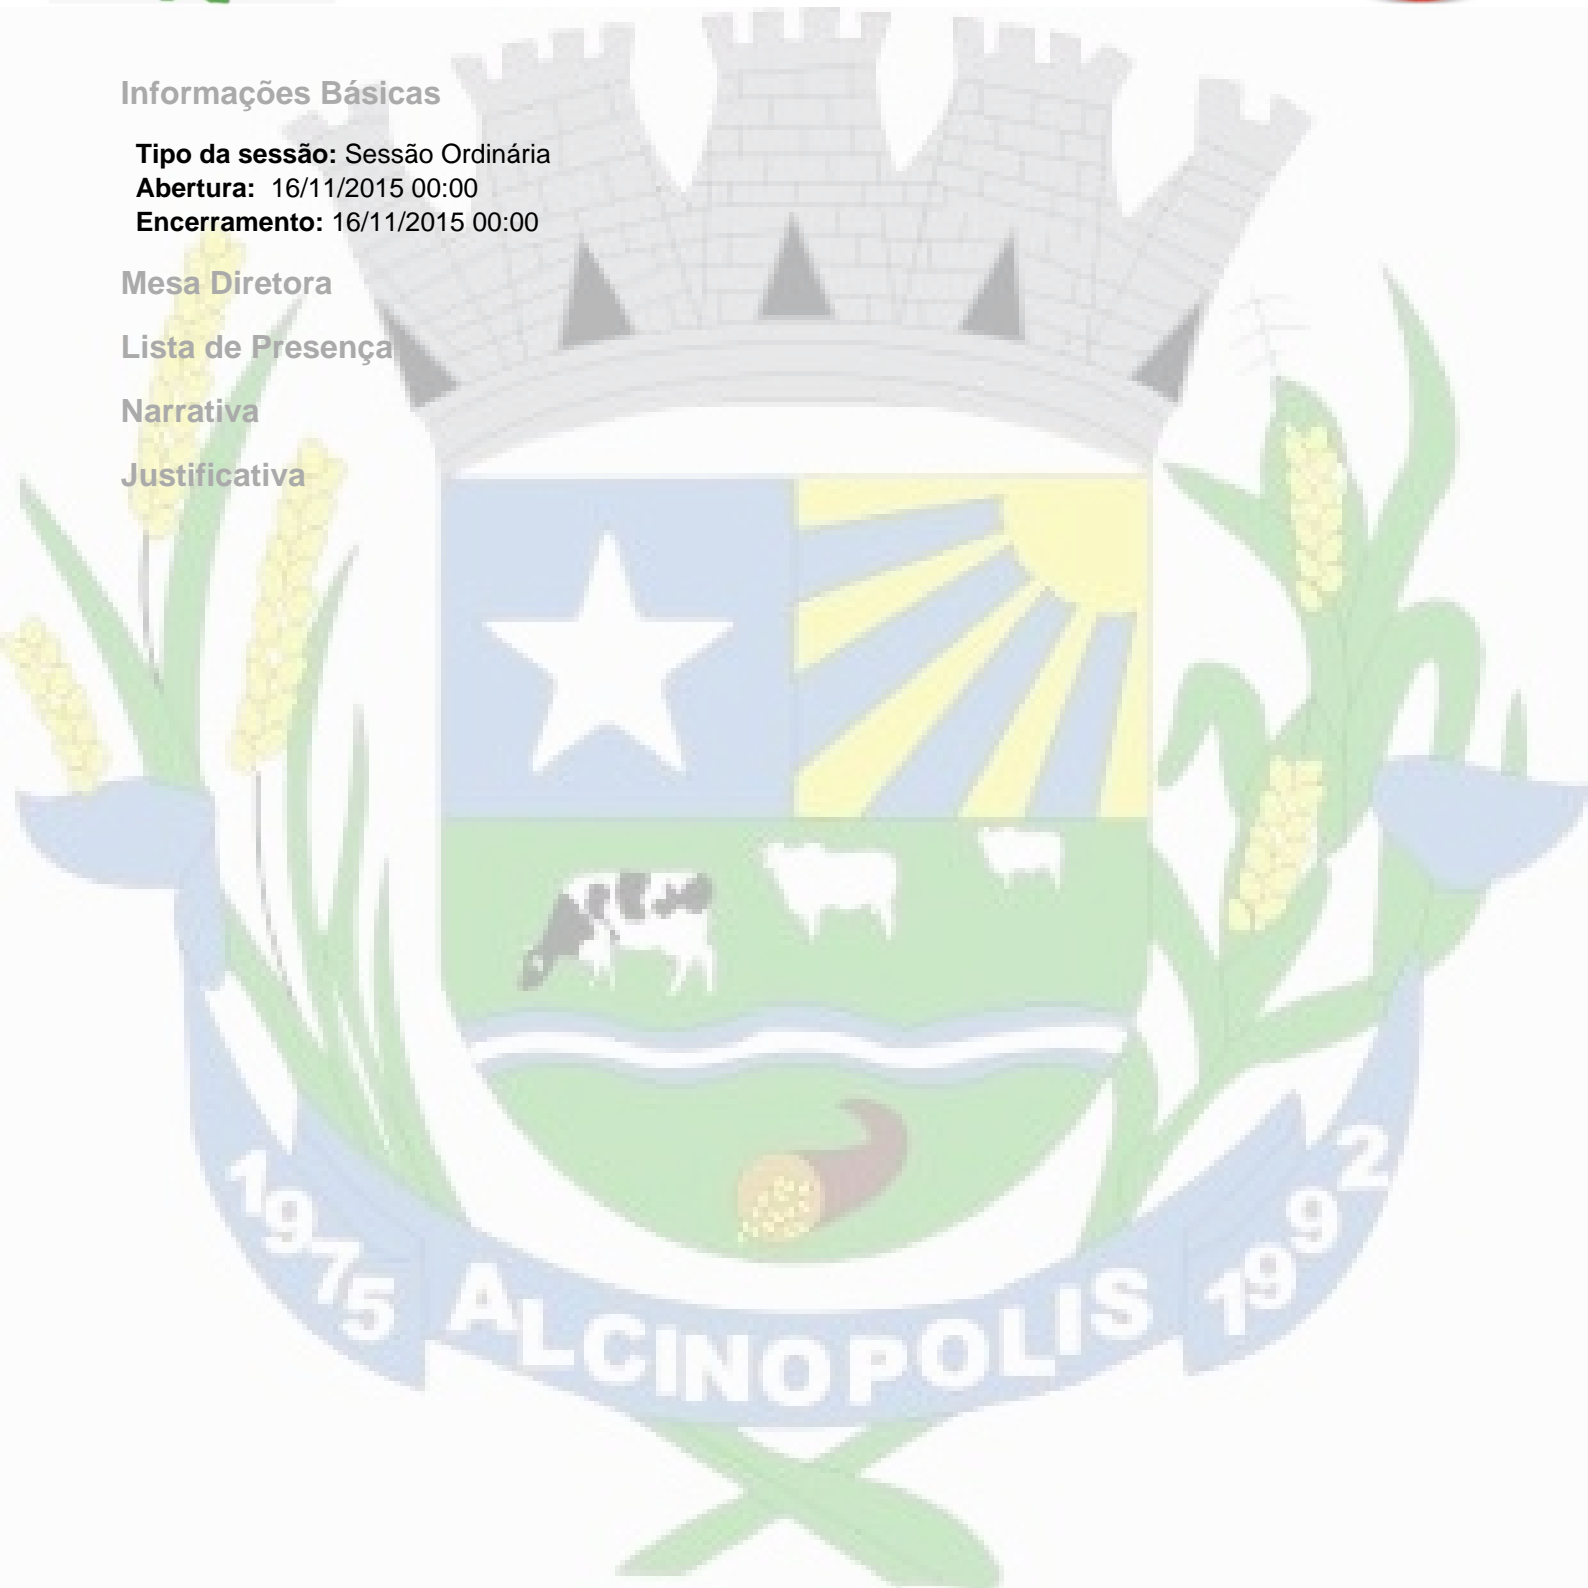 Informações Básicas
Tipo da sessão: Sessão Ordinária
Abertura: 16/11/2015 00:00
Encerramento: 16/11/2015 00:00
Mesa Diretora
Lista de Presença
Narrativa
Justificativa
1975 ALCINOPOLIS 1992